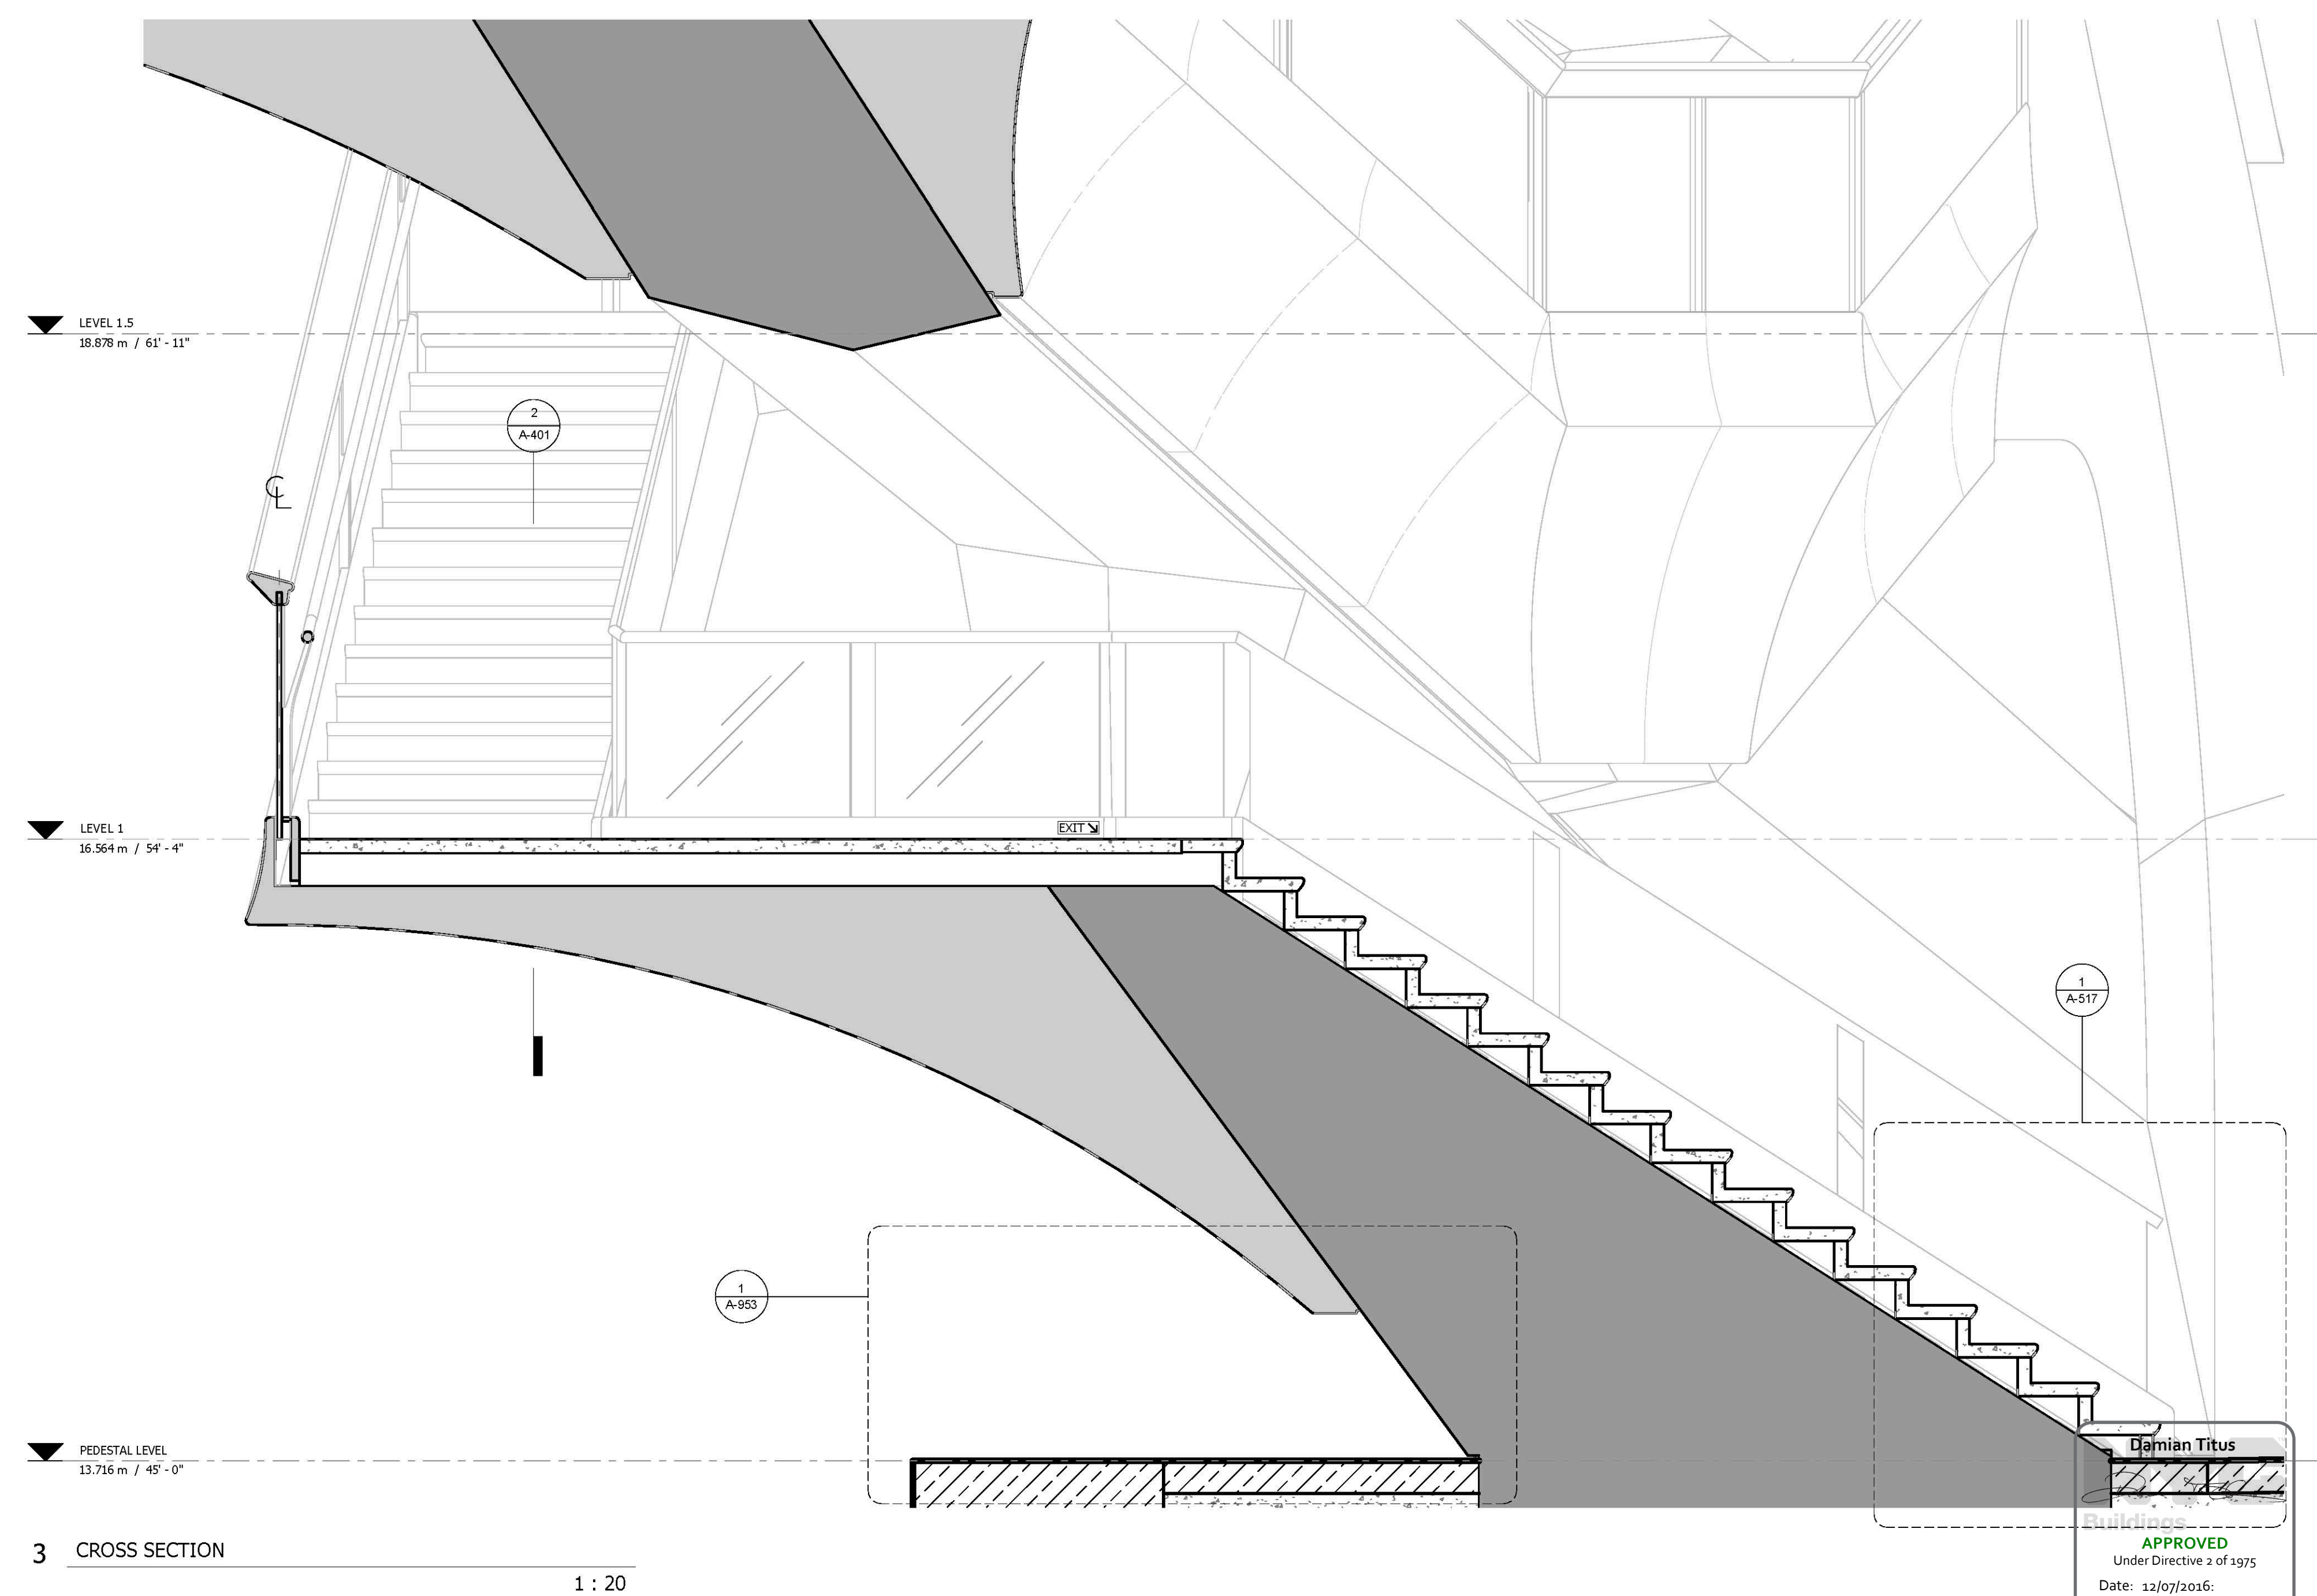 LEVEL 1.5
18.878 m / 61' - 11"
2
A-401
CL
LEVEL 1
16.564 m / 54' - 4"
EXIT ↘
1
A-517
1
A-953
PEDESTAL LEVEL
13.716 m / 45' - 0"
Damian Titus
Buildings
APPROVED
Under Directive 2 of 1975
Date: 12/07/2016:
3 CROSS SECTION
1 : 20